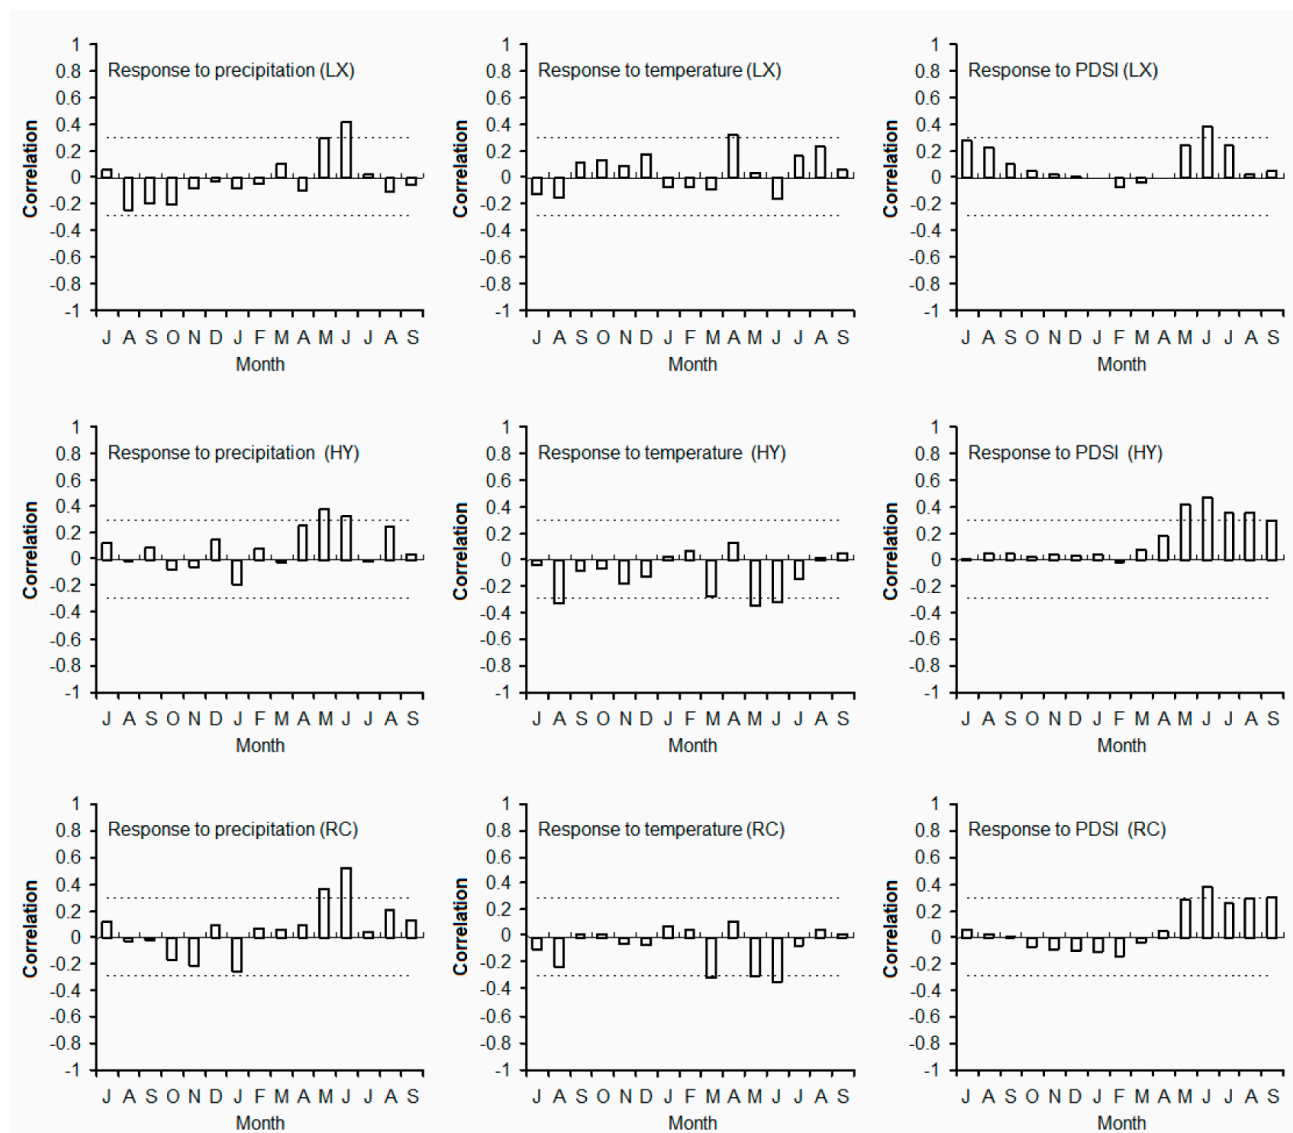 Response to precipitation (LX)
Correlation
1
0.8
0.6
0.4
0.2
0
-0.2
-0.4
-0.6
-0.8
-1
J A S O N D J F M A M J J A S
Month
Response to temperature (LX)
Correlation
1
0.8
0.6
0.4
0.2
0
-0.2
-0.4
-0.6
-0.8
-1
J A S O N D J F M A M J J A S
Month
Response to PDSI (LX)
Correlation
1
0.8
0.6
0.4
0.2
0
-0.2
-0.4
-0.6
-0.8
-1
J A S O N D J F M A M J J A S
Month
Response to precipitation (HY)
Correlation
1
0.8
0.6
0.4
0.2
0
-0.2
-0.4
-0.6
-0.8
-1
J A S O N D J F M A M J J A S
Month
Response to temperature (HY)
Correlation
1
0.8
0.6
0.4
0.2
0
-0.2
-0.4
-0.6
-0.8
-1
J A S O N D J F M A M J J A S
Month
Response to PDSI (HY)
Correlation
1
0.8
0.6
0.4
0.2
0
-0.2
-0.4
-0.6
-0.8
-1
J A S O N D J F M A M J J A S
Month
Response to precipitation (RC)
Correlation
1
0.8
0.6
0.4
0.2
0
-0.2
-0.4
-0.6
-0.8
-1
J A S O N D J F M A M J J A S
Month
Response to temperature (RC)
Correlation
1
0.8
0.6
0.4
0.2
0
-0.2
-0.4
-0.6
-0.8
-1
J A S O N D J F M A M J J A S
Month
Response to PDSI (RC)
Correlation
1
0.8
0.6
0.4
0.2
0
-0.2
-0.4
-0.6
-0.8
-1
J A S O N D J F M A M J J A S
Month